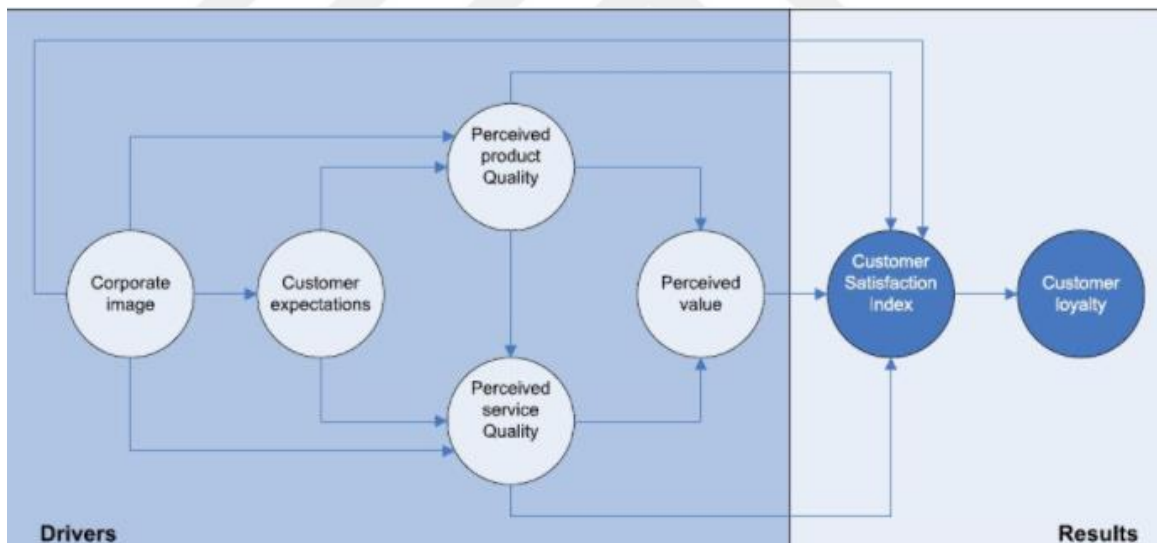 Perceived
product
Quality
Corporate
image
Customer
expectations
Perceived
value
Customer
Satisfaction
Index
Customer
loyalty
Perceived
service
Quality
Drivers
Results